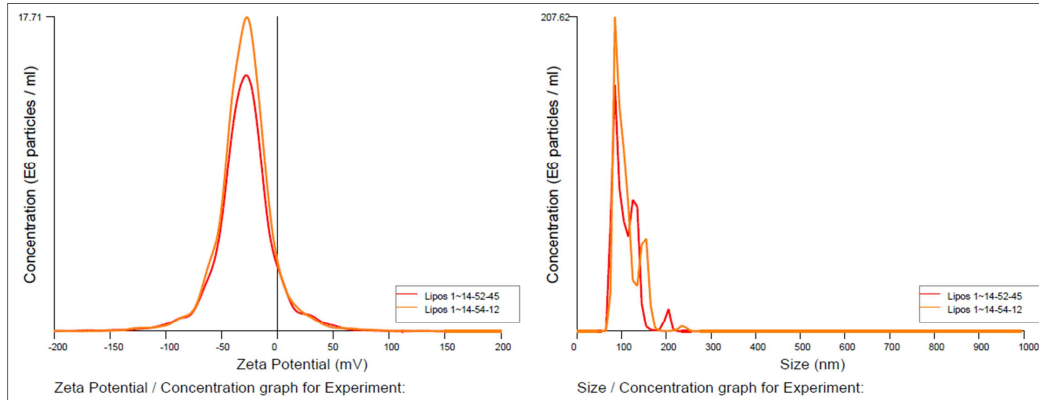 17.71
Concentration (E6 particles / ml)
Lipos 1~14-52-45
Lipos 1~14-54-12
-200 -150 -100 -50 0 50 100 150 200
Zeta Potential (mV)
Zeta Potential / Concentration graph for Experiment:
207.62
Concentration (E6 particles / ml)
Lipos 1~14-52-45
Lipos 1~14-54-12
0 100 200 300 400 500 600 700 800 900 1000
Size (nm)
Size / Concentration graph for Experiment: